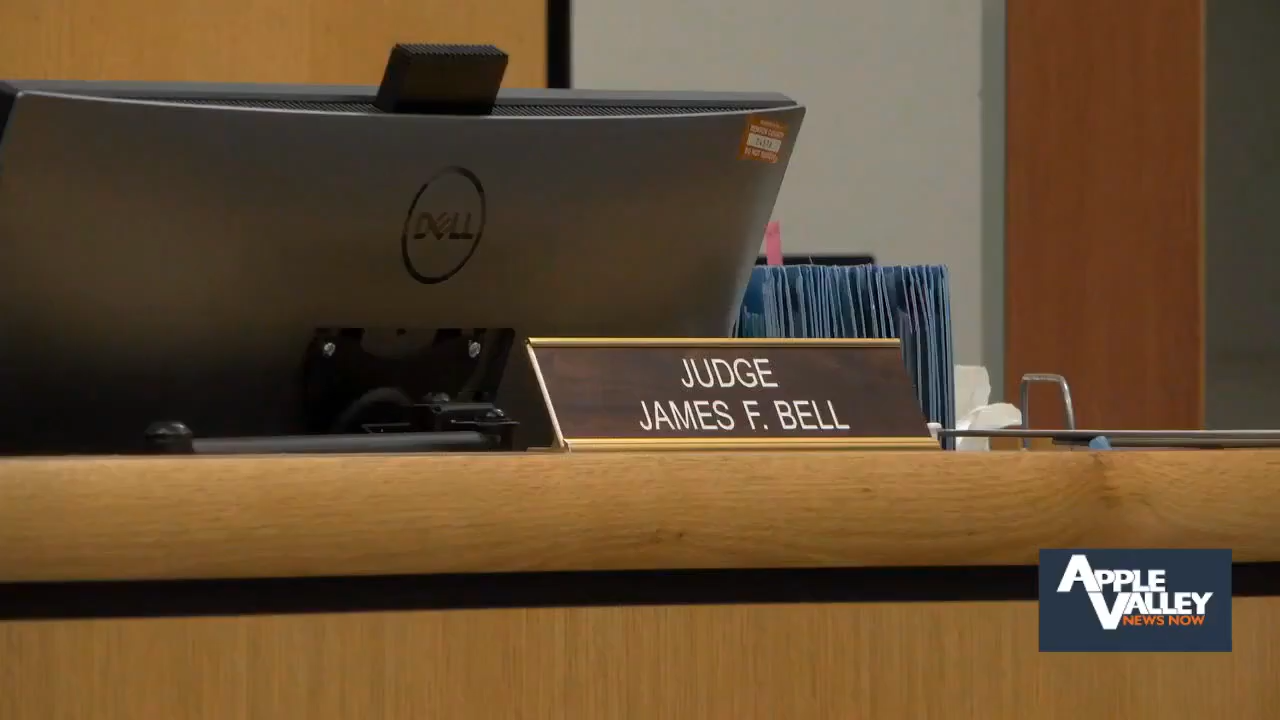 DELL
JUDGE
JAMES F. BELL
APPLE
VALLEY
NEWS NOW